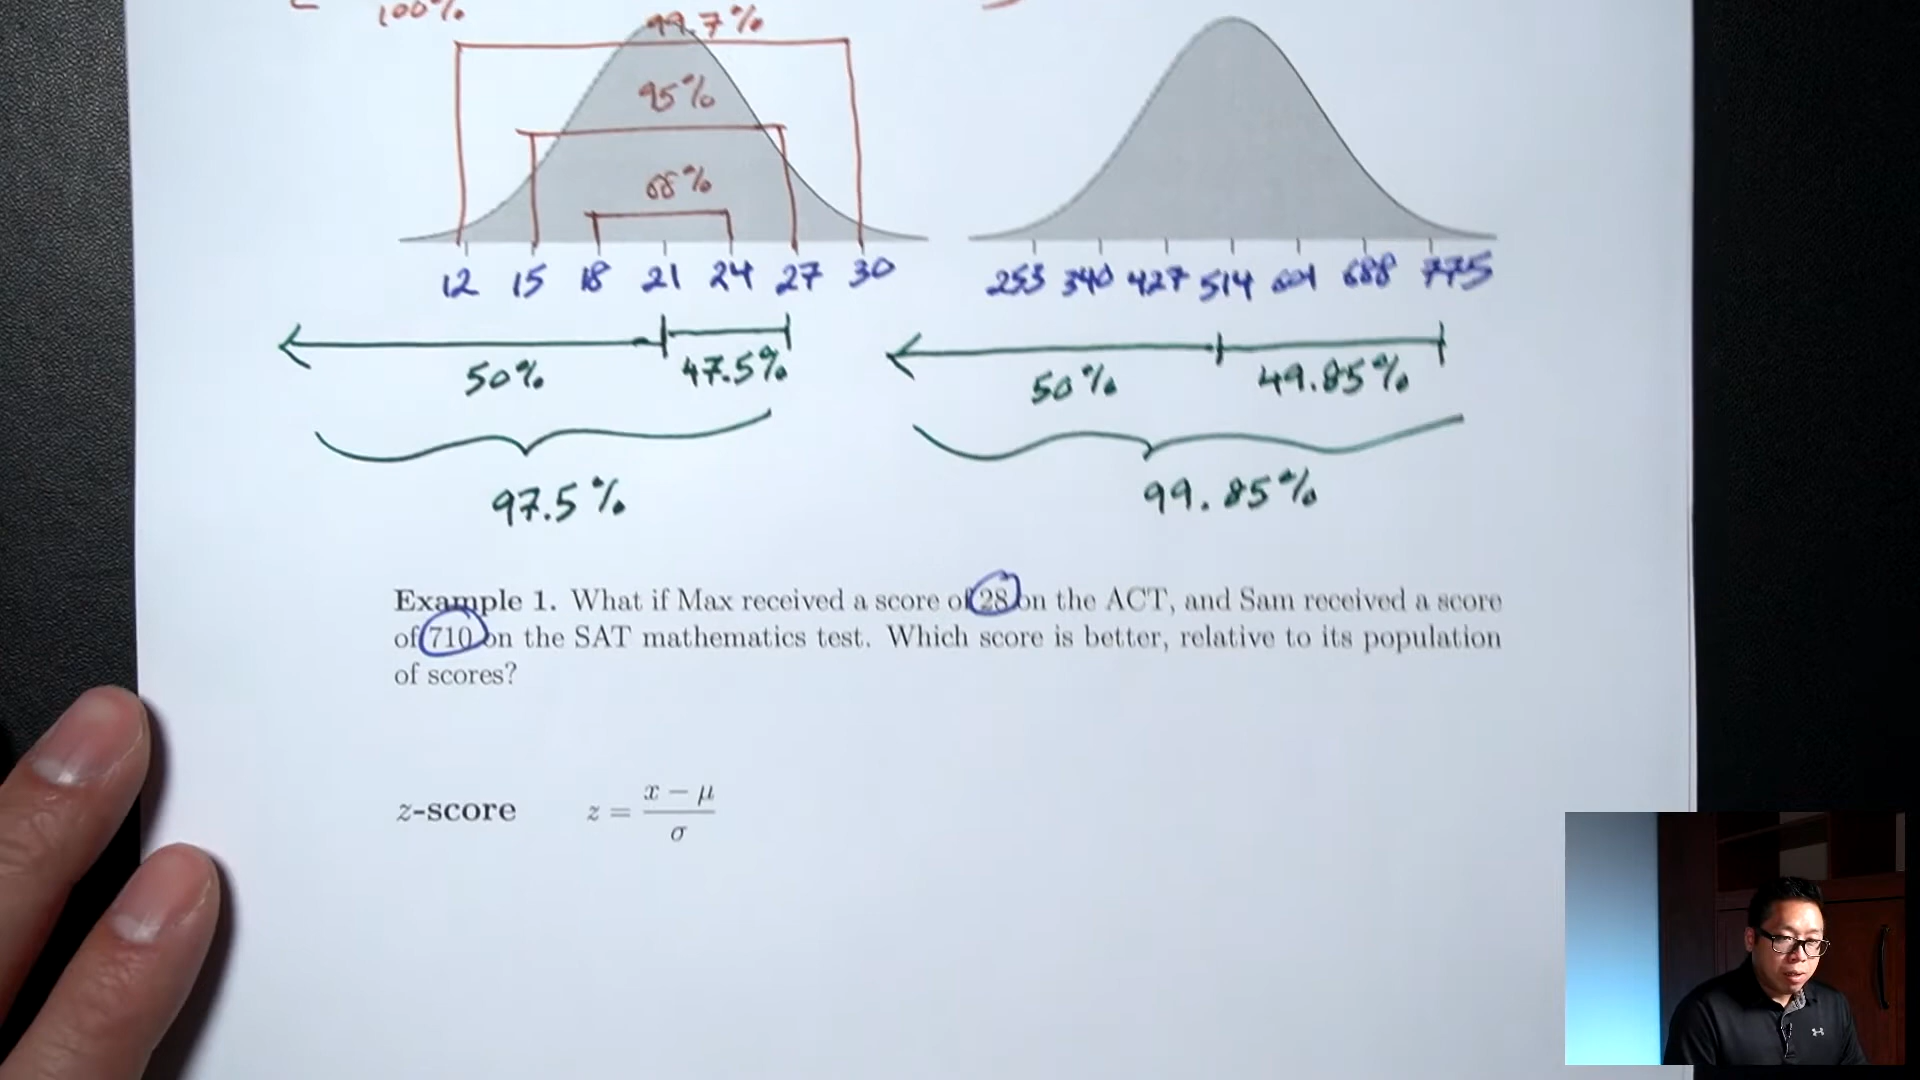 100%
99.7%
95%
68%
12 15 18 21 24 27 30
253 340 427 514 601 688 775
50% 47.5%
50% 49.85%
97.5%
99.85%
Example 1. What if Max received a score of 28 on the ACT, and Sam received a score
of 710 on the SAT mathematics test. Which score is better, relative to its population
of scores?
z-score z = x − μ / σ